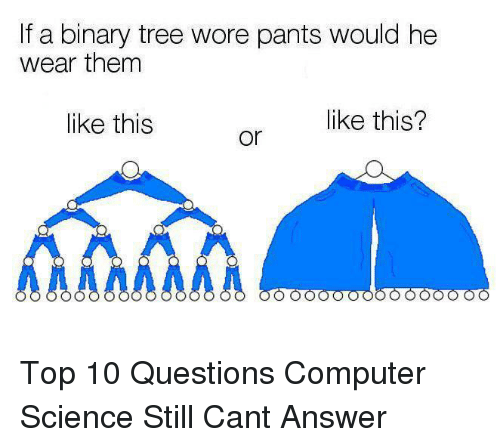 If a binary tree wore pants would he
wear them
like this
or
like this?
Top 10 Questions Computer
Science Still Cant Answer